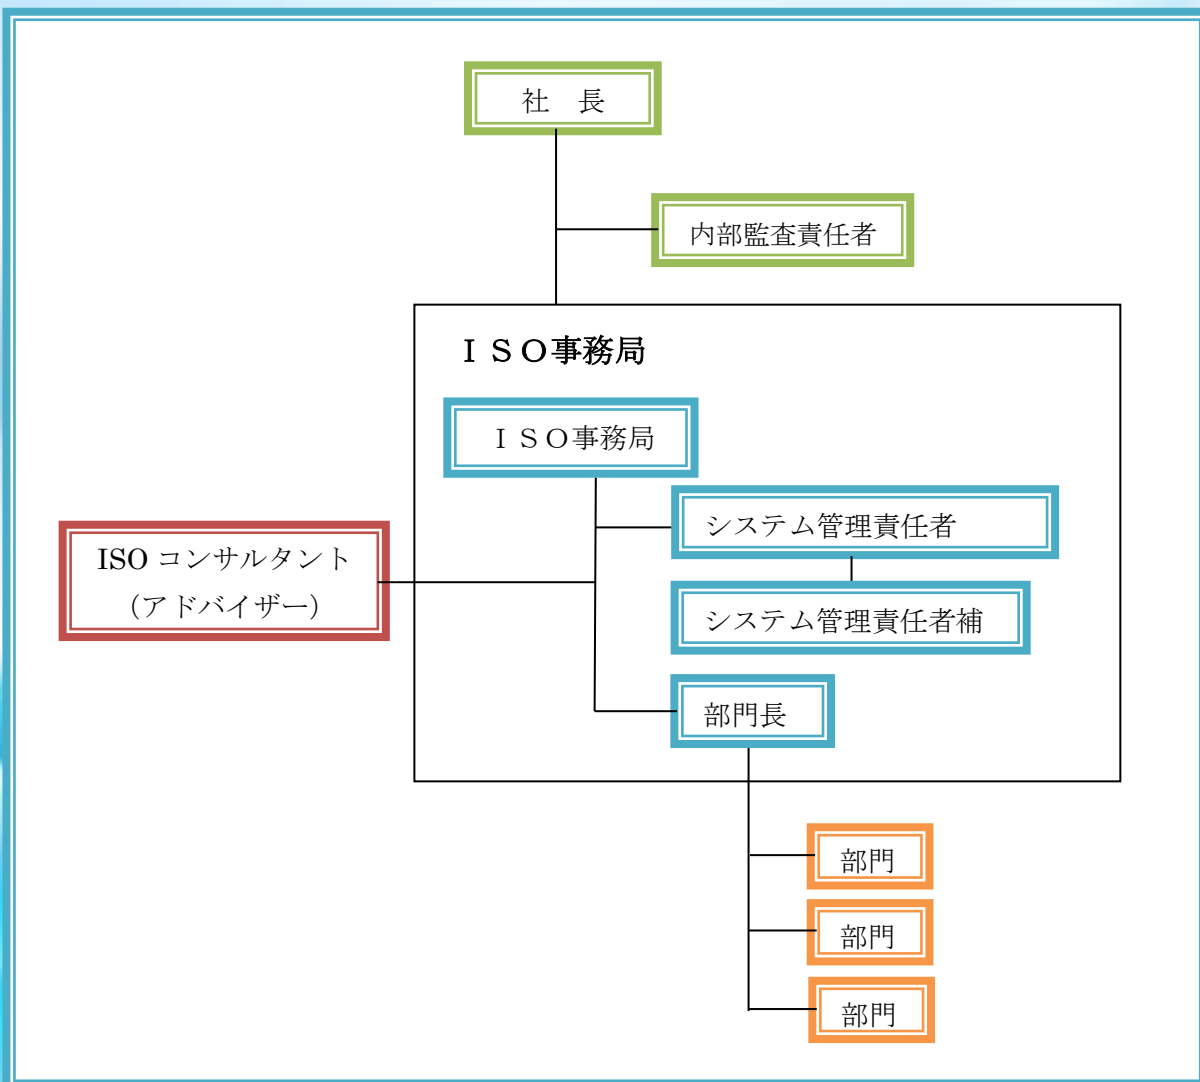 社　長
内部監査責任者
ＩＳＯ事務局
ＩＳＯ事務局
システム管理責任者
ISO コンサルタント
（アドバイザー）
システム管理責任者補
部門長
部門
部門
部門